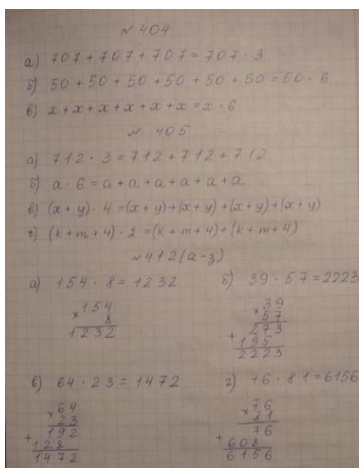 № 404
а) 707 + 707 + 707 = 707 · 3
б) 50 + 50 + 50 + 50 + 50 + 50 = 50 · 6
в) x + x + x + x + x + x = x · 6
№ 405
а) 712 · 3 = 712 + 712 + 712
б) a · 6 = a + a + a + a + a + a
в) (x + y) · 4 = (x + y) + (x + y) + (x + y) + (x + y)
г) (k + m + 4) · 2 = (k + m + 4) + (k + m + 4)
№ 412 (а-з)
а) 154 · 8 = 1232 б) 39 · 57 = 2223
× 154 × 39
8 57
1232 + 273
195
2223
в) 64 · 23 = 1472 г) 76 · 81 = 6156
× 64 × 76
23 81
+ 192 + 76
128 608
1472 6156